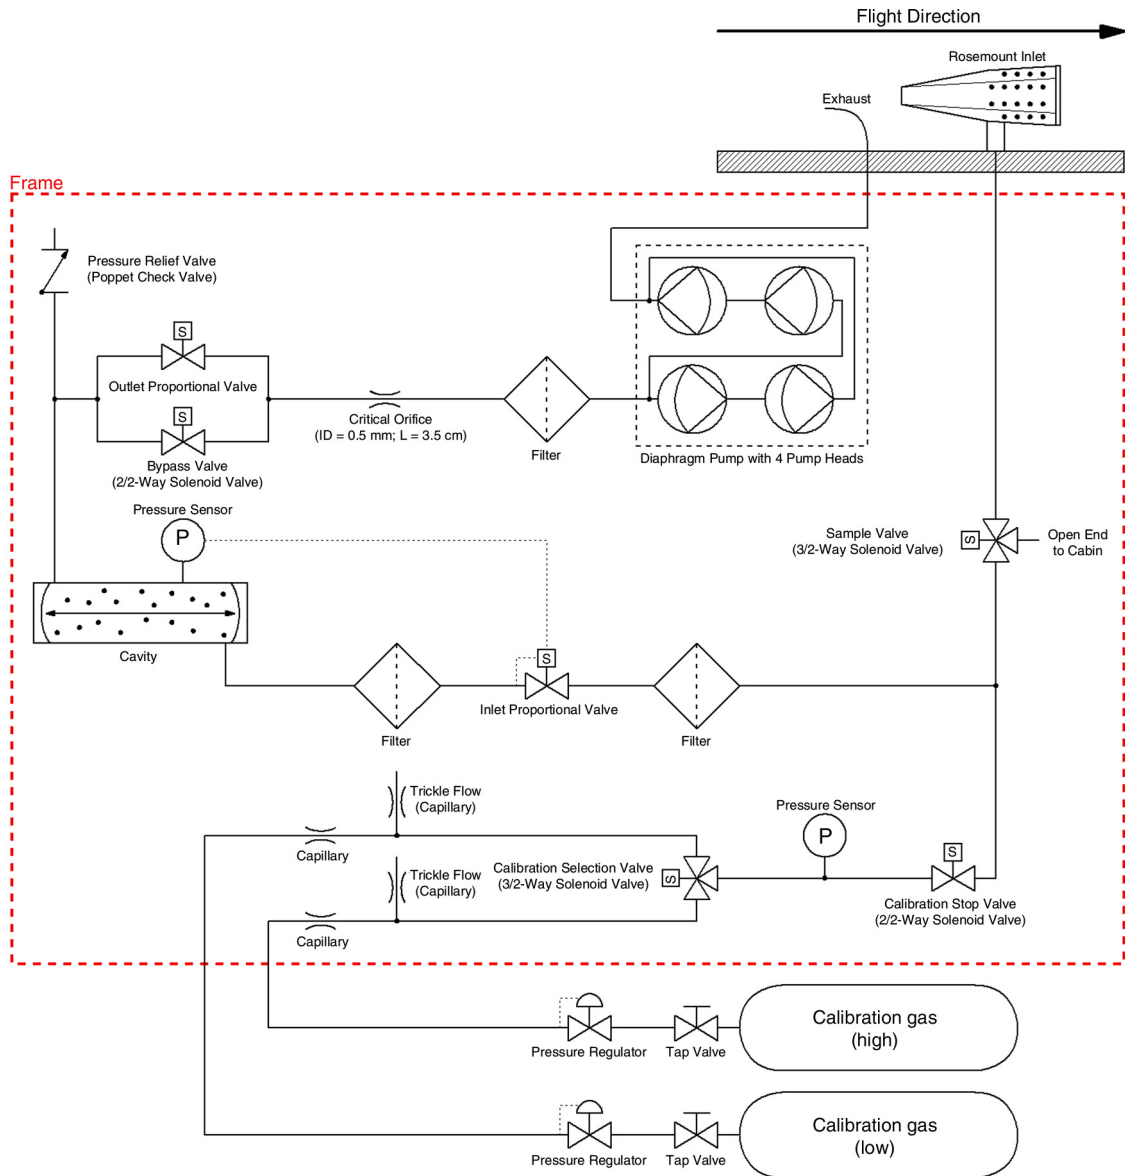 Flight Direction
Rosemount Inlet
Exhaust
Frame
Pressure Relief Valve
(Poppet Check Valve)
S
Outlet Proportional Valve
S
Bypass Valve
(2/2-Way Solenoid Valve)
Critical Orifice
(ID = 0.5 mm; L = 3.5 cm)
Filter
Diaphragm Pump with 4 Pump Heads
Pressure Sensor
P
Sample Valve
(3/2-Way Solenoid Valve)
S
Open End
to Cabin
Cavity
Filter
S
Inlet Proportional Valve
Filter
Trickle Flow
(Capillary)
Capillary
Trickle Flow
(Capillary)
Capillary
Calibration Selection Valve
(3/2-Way Solenoid Valve)
S
Pressure Sensor
P
S
Calibration Stop Valve
(2/2-Way Solenoid Valve)
Pressure Regulator
Tap Valve
Calibration gas
(high)
Pressure Regulator
Tap Valve
Calibration gas
(low)